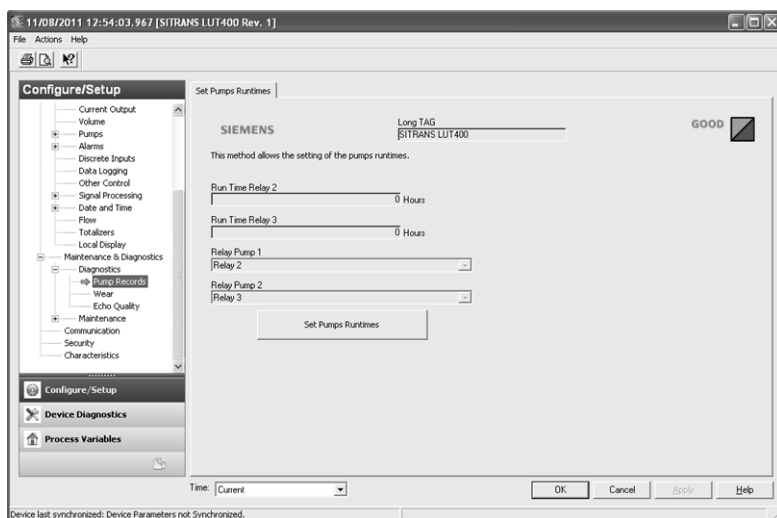 11/08/2011 12:54:03.967 [SITRANS LUT400 Rev. 1]
File Actions Help
Configure/Setup
Current Output
Volume
Pumps
Alarms
Discrete Inputs
Data Logging
Other Control
Signal Processing
Date and Time
Flow
Totalizers
Local Display
Maintenance & Diagnostics
Diagnostics
Pump Records
Wear
Echo Quality
Maintenance
Communication
Security
Characteristics
Configure/Setup
Device Diagnostics
Process Variables
Set Pumps Runtimes
SIEMENS
Long TAG
SITRANS LUT400
GOOD
This method allows the setting of the pumps runtimes.
Run Time Relay 2
0 Hours
Run Time Relay 3
0 Hours
Relay Pump 1
Relay 2
Relay Pump 2
Relay 3
Set Pumps Runtimes
Time: Current
OK Cancel Apply Help
Device last synchronized: Device Parameters not Synchronized.